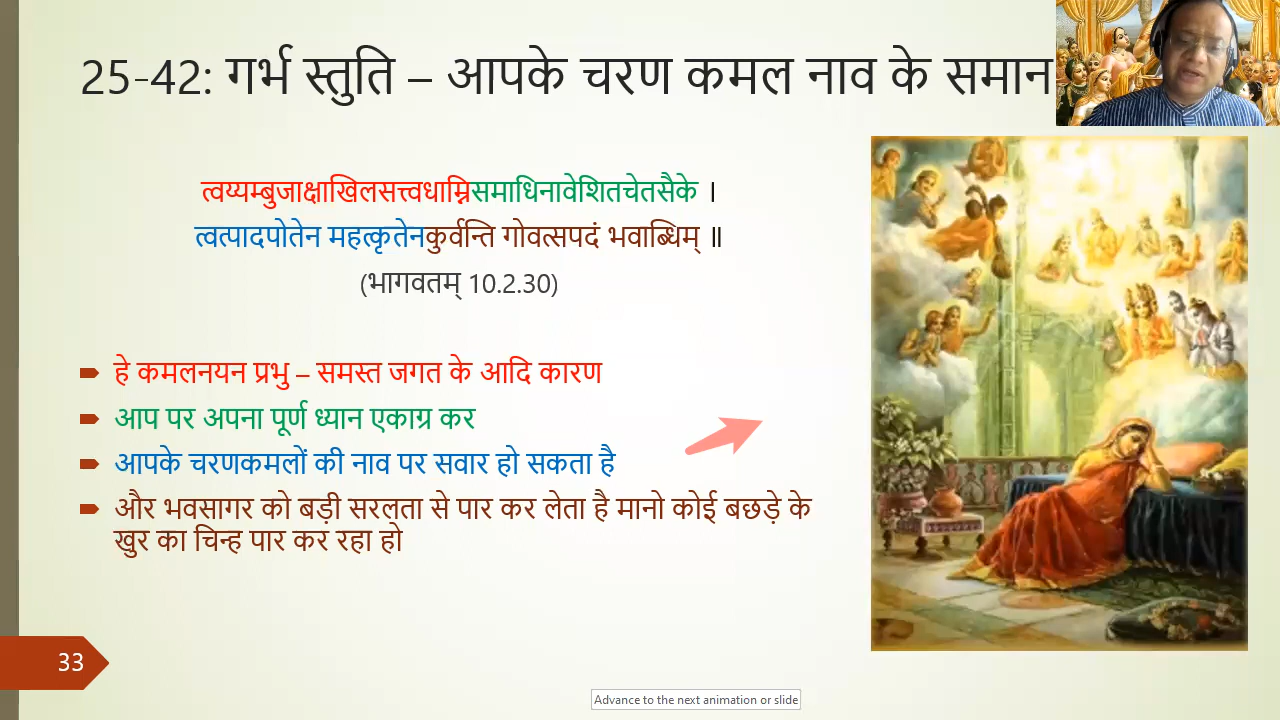 25-42: गर्भ स्तुति – आपके चरण कमल नाव के समान
त्वय्यम्बुजाक्षाखिलसत्त्वधाम्निसमाधिनावेशितचेतसैके ।
त्वत्पादपोतेन महत्कृतेनकुर्वन्ति गोवत्सपदं भवाब्धिम् ॥
(भागवतम् 10.2.30)
हे कमलनयन प्रभु – समस्त जगत के आदि कारण
आप पर अपना पूर्ण ध्यान एकाग्र कर
आपके चरणकमलों की नाव पर सवार हो सकता है
और भवसागर को बड़ी सरलता से पार कर लेता है मानो कोई बछड़े के
खुर का चिन्ह पार कर रहा हो
33
Advance to the next animation or slide